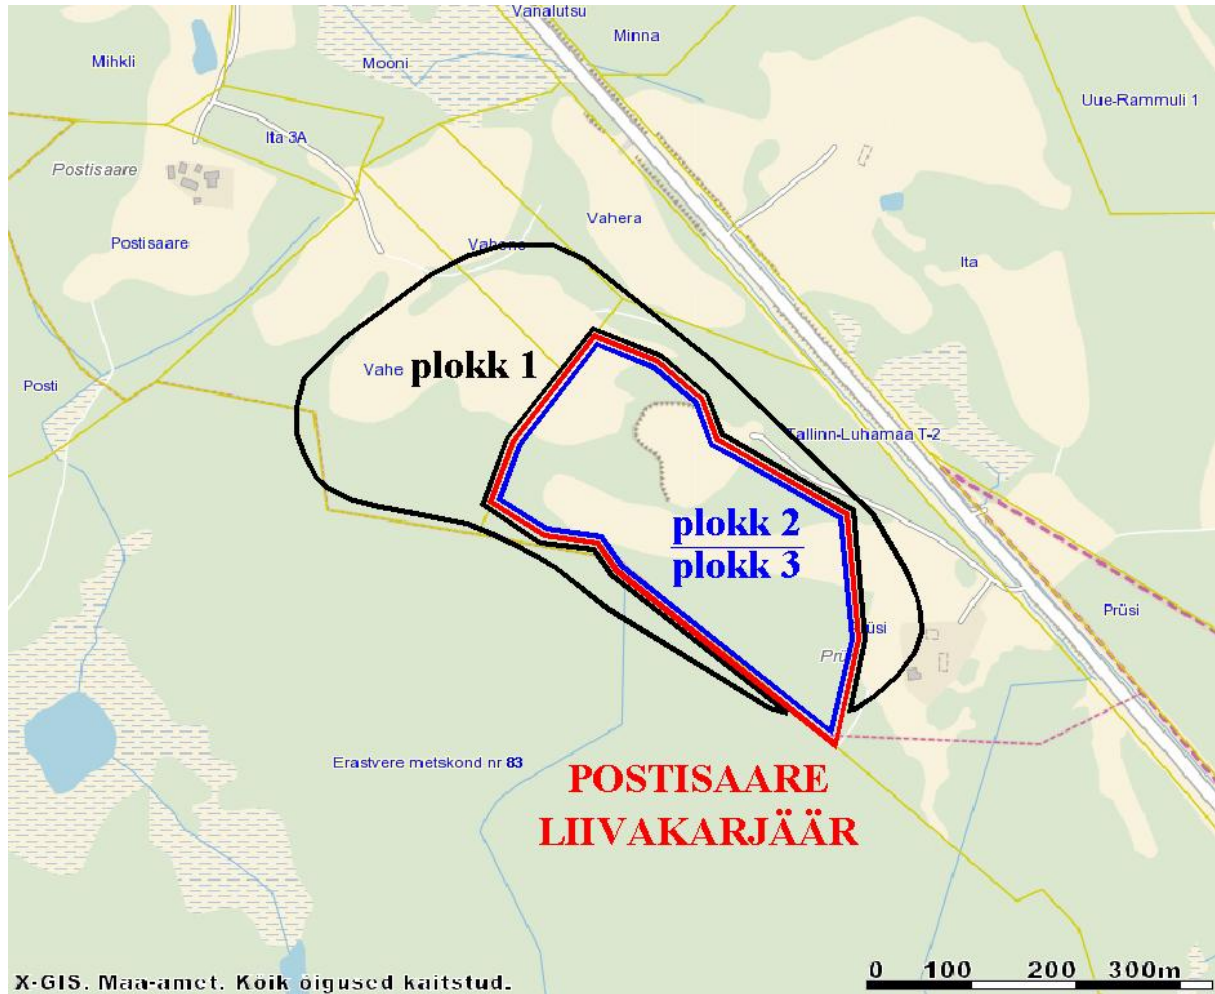 Vanalutsu
Minna
Mihkli
Mooni
Uue-Rammuli 1
Ita 3A
Postisaare
Vahera
Postisaare
Vahene
Ita
Vahe
plokk 1
Posti
Tallinn-Luhamaa T-2
plokk 2
plokk 3
Prüsi
Erastvere metskond nr 83
POSTISAARE
LIIVAKARJÄÄR
0 100 200 300m
X-GIS. Maa-amet. Kõik õigused kaitstud.